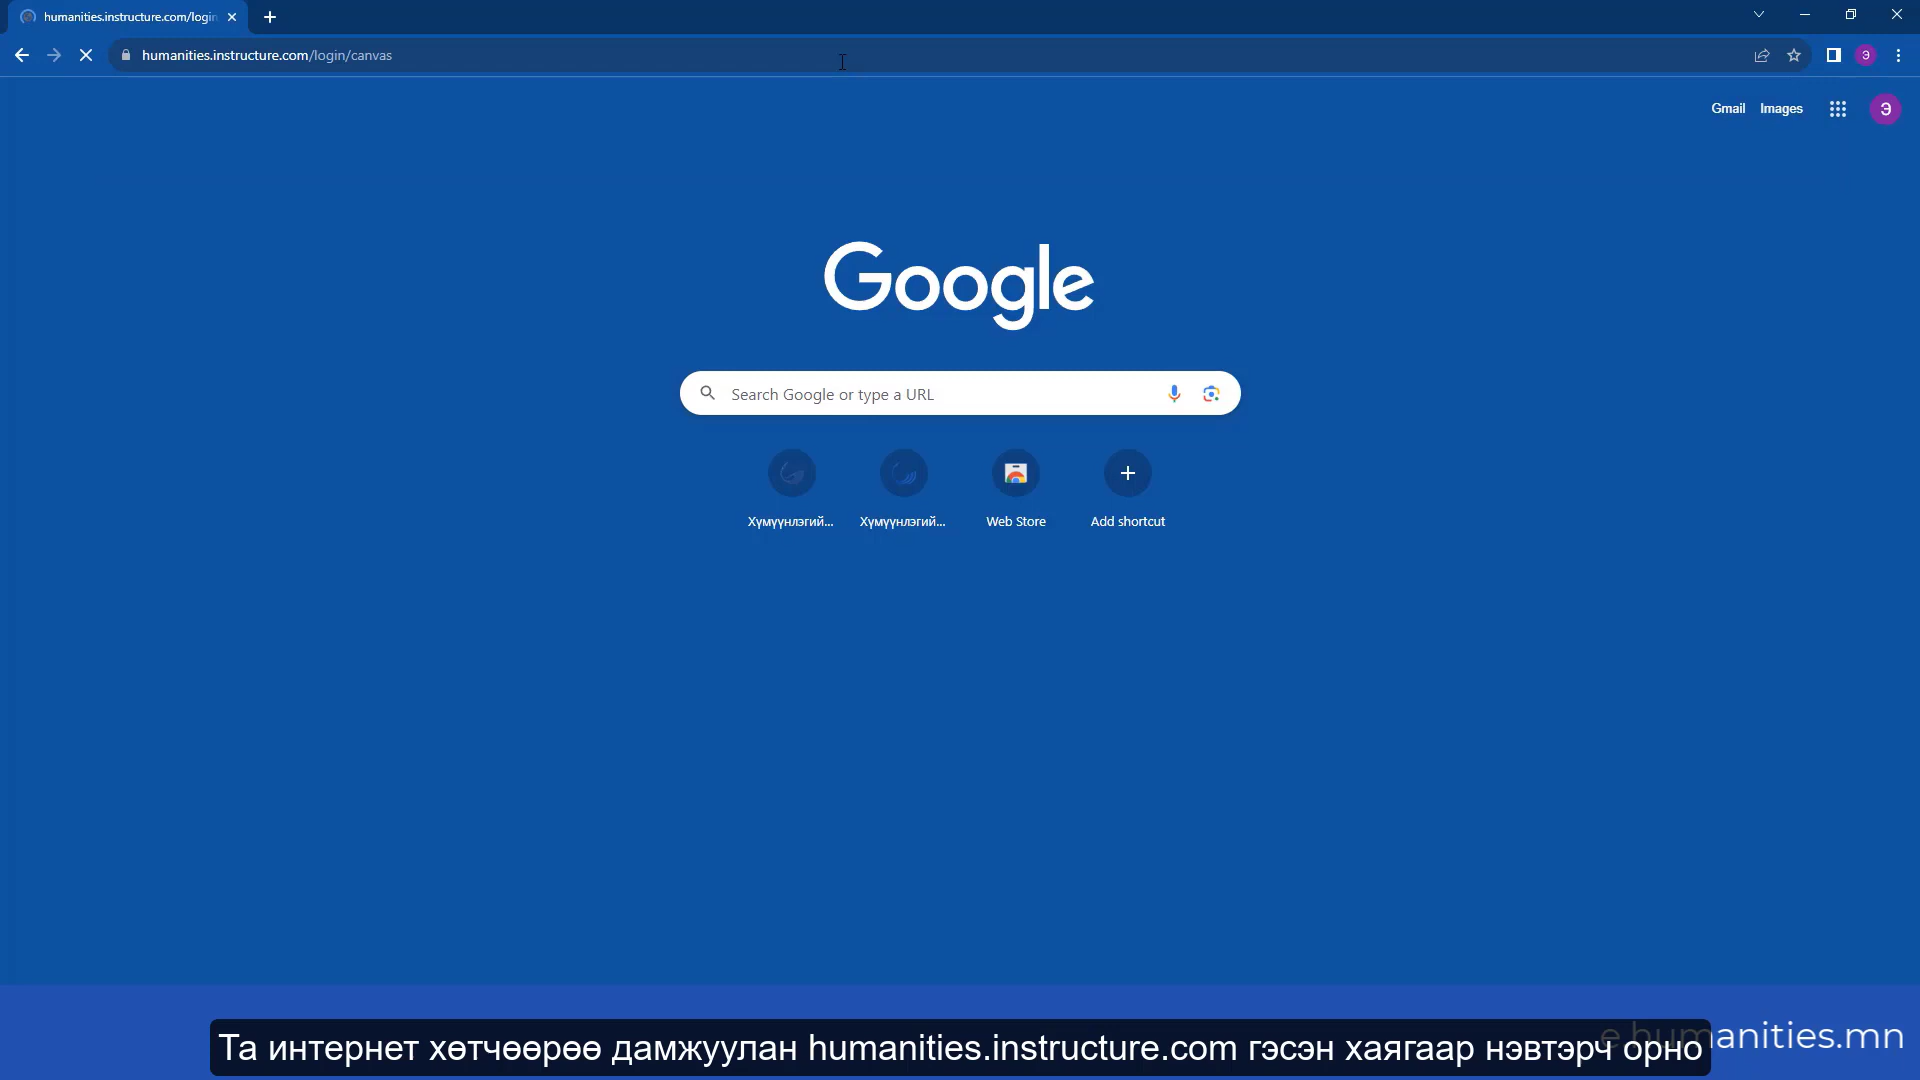 humanities.instructure.com/login
humanities.instructure.com/login/canvas
Э
Gmail
Images
Э
Google
Search Google or type a URL
Хүмүүнлэгий...
Хүмүүнлэгий...
Web Store
Add shortcut
e.humanities.mn
Та интернет хөтчөөрөө дамжуулан humanities.instructure.com гэсэн хаягаар нэвтэрч орно